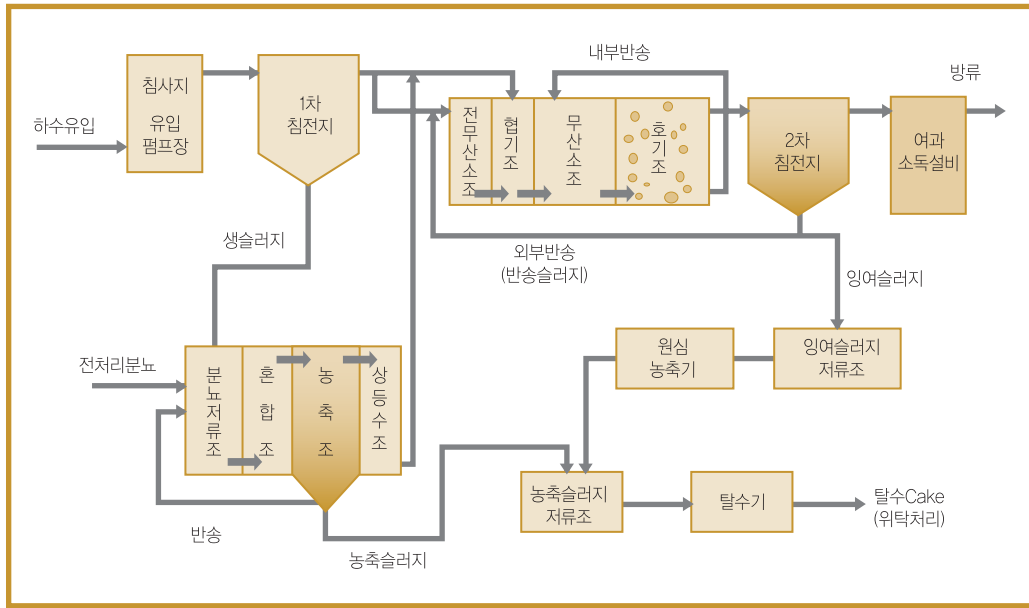 내부반송
방류
침사지
유입
펌프장
1차
침전지
하수유입
전무산소조
협기조
무산소조
호기조
2차
침전지
여과
소독설비
생슬러지
외부반송
(반송슬러지)
잉여슬러지
원심
농축기
잉여슬러지
저류조
전처리분뇨
분뇨저류조
혼합조
농축조
상등수조
농축슬러지
저류조
탈수기
탈수Cake
(위탁처리)
반송
농축슬러지